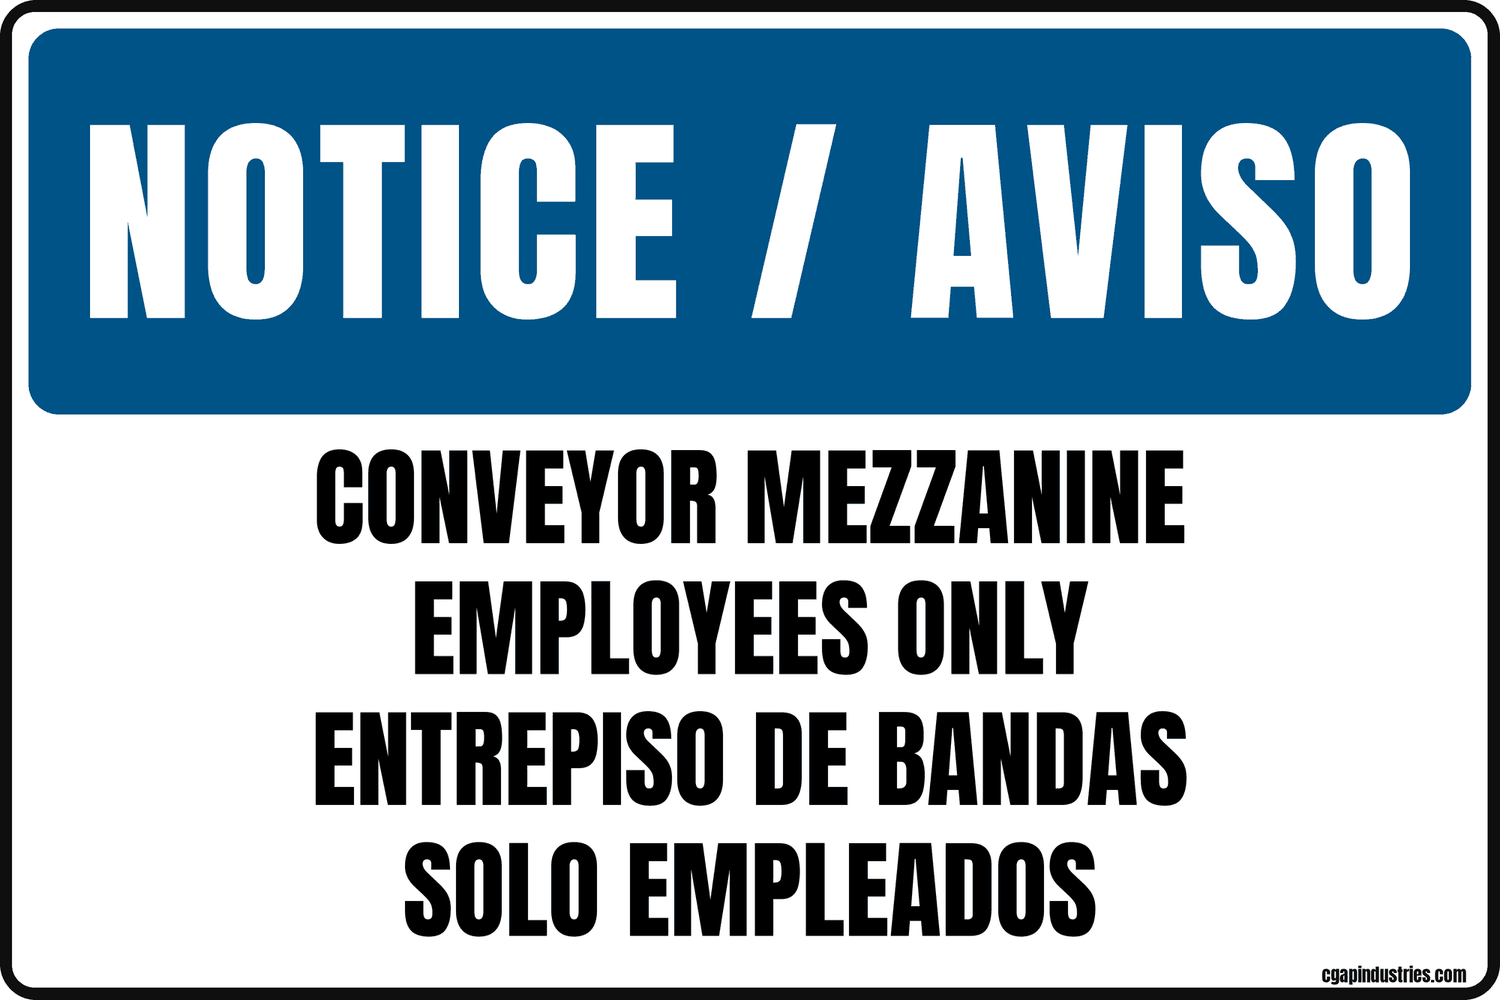 NOTICE / AVISO
CONVEYOR MEZZANINE
EMPLOYEES ONLY
ENTREPISO DE BANDAS
SOLO EMPLEADOS
cgapindustries.com